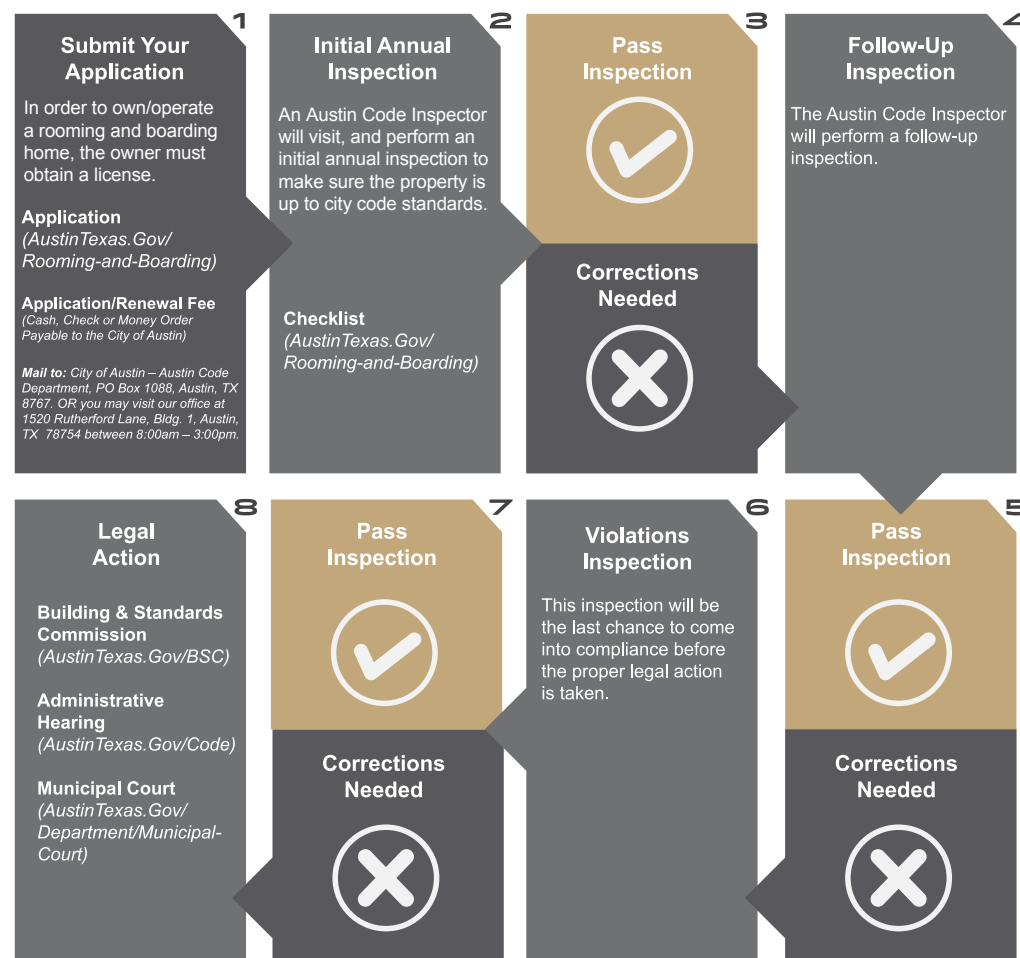 1
Submit Your
Application
In order to own/operate
a rooming and boarding
home, the owner must
obtain a license.
Application
(AustinTexas.Gov/
Rooming-and-Boarding)
Application/Renewal Fee
(Cash, Check or Money Order
Payable to the City of Austin)
Mail to: City of Austin – Austin Code
Department, PO Box 1088, Austin, TX
8767. OR you may visit our office at
1520 Rutherford Lane, Bldg. 1, Austin,
TX 78754 between 8:00am – 3:00pm.
2
Initial Annual
Inspection
An Austin Code Inspector
will visit, and perform an
initial annual inspection to
make sure the property is
up to city code standards.
Checklist
(AustinTexas.Gov/
Rooming-and-Boarding)
3
Pass
Inspection
Corrections
Needed
4
Follow-Up
Inspection
The Austin Code Inspector
will perform a follow-up
inspection.
5
Pass
Inspection
Corrections
Needed
6
Violations
Inspection
This inspection will be
the last chance to come
into compliance before
the proper legal action
is taken.
7
Pass
Inspection
Corrections
Needed
8
Legal
Action
Building & Standards
Commission
(AustinTexas.Gov/BSC)
Administrative
Hearing
(AustinTexas.Gov/Code)
Municipal Court
(AustinTexas.Gov/
Department/Municipal-
Court)